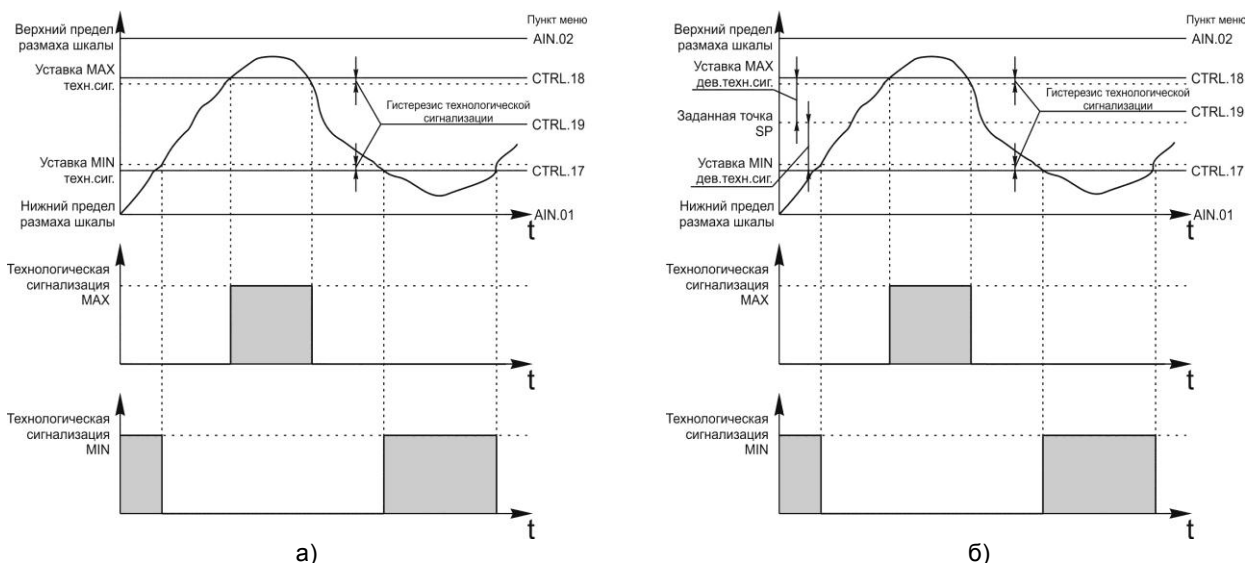 Верхний предел
размаха шкалы
Пункт меню
AIN.02
Уставка MAX
техн.сиг.
CTRL.18
Гистерезис технологической
сигнализации
CTRL.19
Уставка MIN
техн.сиг.
CTRL.17
Нижний предел
размаха шкалы
AIN.01
t
Технологическая
сигнализация
MAX
t
Технологическая
сигнализация
MIN
t
а)
Верхний предел
размаха шкалы
Пункт меню
AIN.02
Уставка MAX
дев.техн.сиг.
CTRL.18
Гистерезис технологической
сигнализации
CTRL.19
Заданная точка
SP
Уставка MIN
дев.техн.сиг.
CTRL.17
Нижний предел
размаха шкалы
AIN.01
t
Технологическая
сигнализация
MAX
t
Технологическая
сигнализация
MIN
t
б)